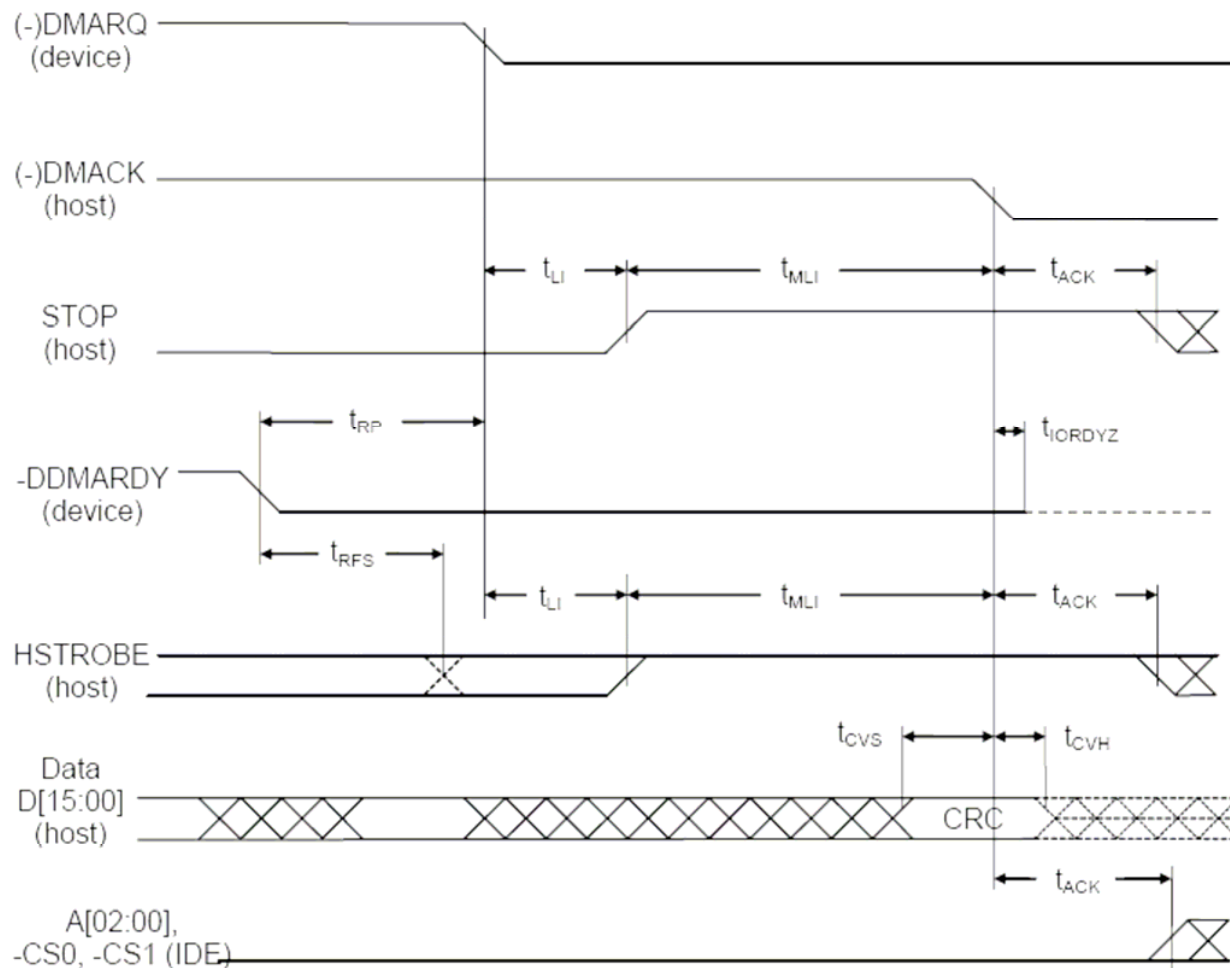 (-)DMARQ
(device)
(-)DMACK
(host)
tLI
tMLI
tACK
STOP
(host)
tRP
tIORDYZ
-DDMARDY
(device)
tRFS
tLI
tMLI
tACK
HSTROBE
(host)
tCVS
tCVH
Data
D[15:00]
(host)
CRC
tACK
A[02:00],
-CS0, -CS1 (IDE)